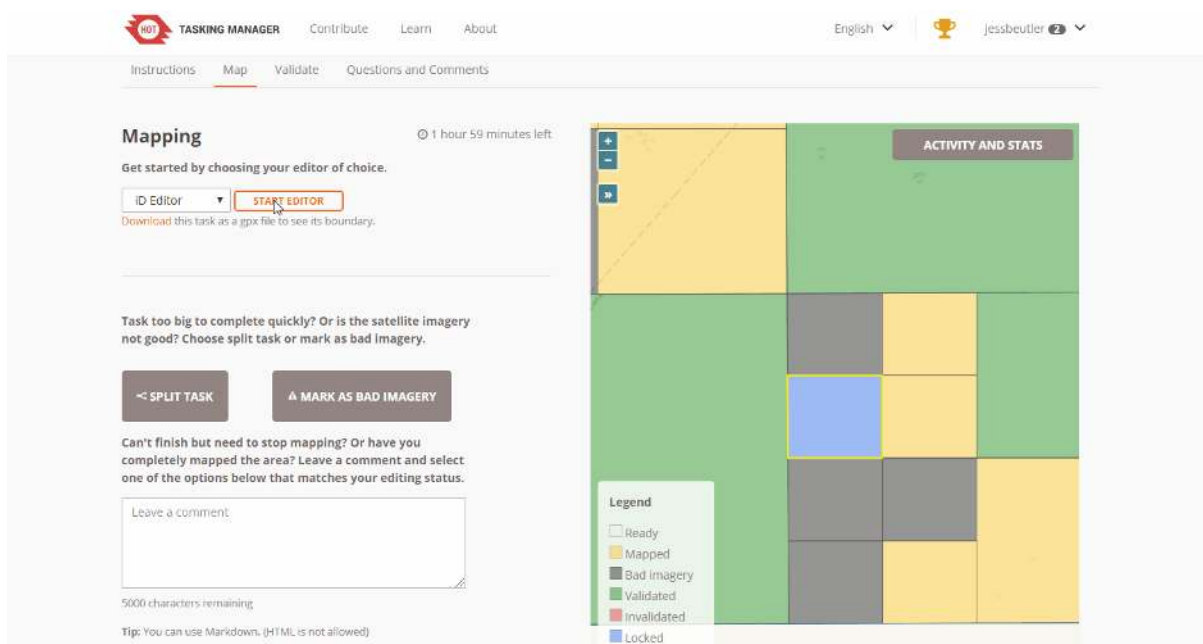 HOT TASKING MANAGER Contribute Learn About English jessbeutler 2
Instructions Map Validate Questions and Comments
Mapping
1 hour 59 minutes left
Get started by choosing your editor of choice.
iD Editor START EDITOR
Download this task as a gpx file to see its boundary.
Task too big to complete quickly? Or is the satellite imagery
not good? Choose split task or mark as bad imagery.
SPLIT TASK MARK AS BAD IMAGERY
Can't finish but need to stop mapping? Or have you
completely mapped the area? Leave a comment and select
one of the options below that matches your editing status.
Leave a comment
5000 characters remaining
Tip: You can use Markdown. (HTML is not allowed)
+
−
»
ACTIVITY AND STATS
Legend
Ready
Mapped
Bad imagery
Validated
Invalidated
Locked